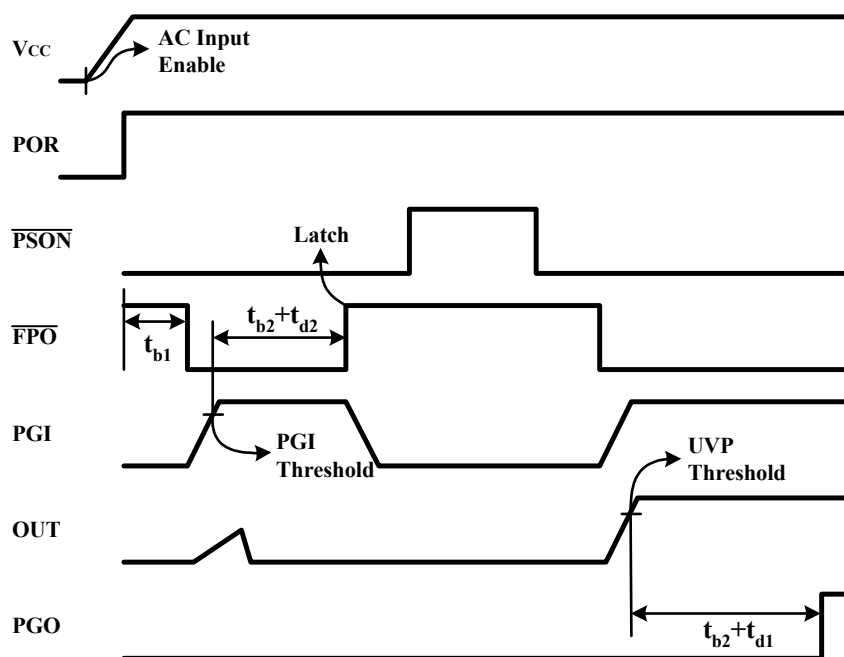 VCC
AC Input
Enable
POR
PSON
Latch
FPO
tb1
tb2+td2
PGI
PGI
Threshold
UVP
Threshold
OUT
PGO
tb2+td1